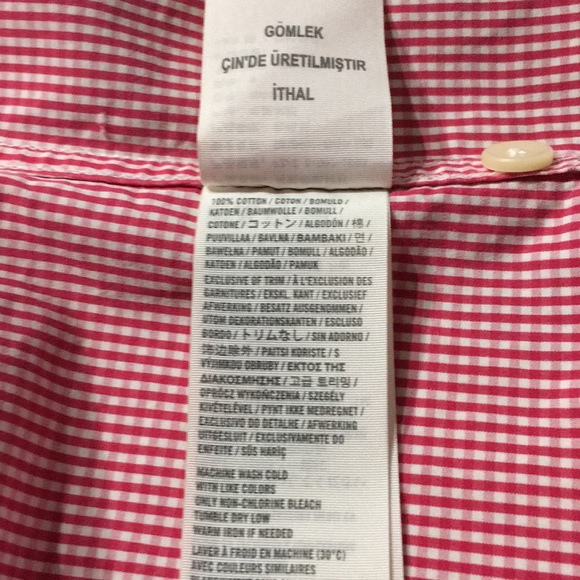 GÖMLEK
ÇIN'DE ÜRETILMIŞTIR
İTHAL
100% COTTON / COTON / BOMULD /
KATOEN / BAUMWOLLE / BOMULL /
COTONE / コットン / ALGODÓN / 棉 /
PUUVILLAA / BAVLNA / ΒΑΜΒΑΚΙ / 면 /
BAWEŁNA / PAMUT / BOMULL / ALGODÃO /
KATOEN / ALGODÃO / PAMUK
EXCLUSIVE OF TRIM / À L'EXCLUSION DES
GARNITURES / EKSKL. KANT / EXCLUSIEF
AFWERKING / BESATZ AUSGENOMMEN /
DEKORATIONSKANTEN / ESCLUSO
BORDO / トリムなし / SIN ADORNO /
边除外 / PAITSI KORISTE / S
VÝJIMKOU OBRUBY / ΕΚΤΟΣ ΤΗΣ
ΔΙΑΚΟΣΜΗΣΗΣ / 고급 트리밍 /
OPRÓCZ WYKOŃCZENIA / SZEGÉLY
KIVÉTELÉVEL / PYNT IKKE MEDREGNET /
EXCLUSIVO DO DETALHE / AFWERKING
UITGESLUIT / EXCLUSIVAMENTE DO
ENFEITE / SÜS HARİÇ
MACHINE WASH COLD
WITH LIKE COLORS
ONLY NON-CHLORINE BLEACH
TUMBLE DRY LOW
WARM IRON IF NEEDED
LAVER À FROID EN MACHINE (30°C)
AVEC COULEURS SIMILAIRES